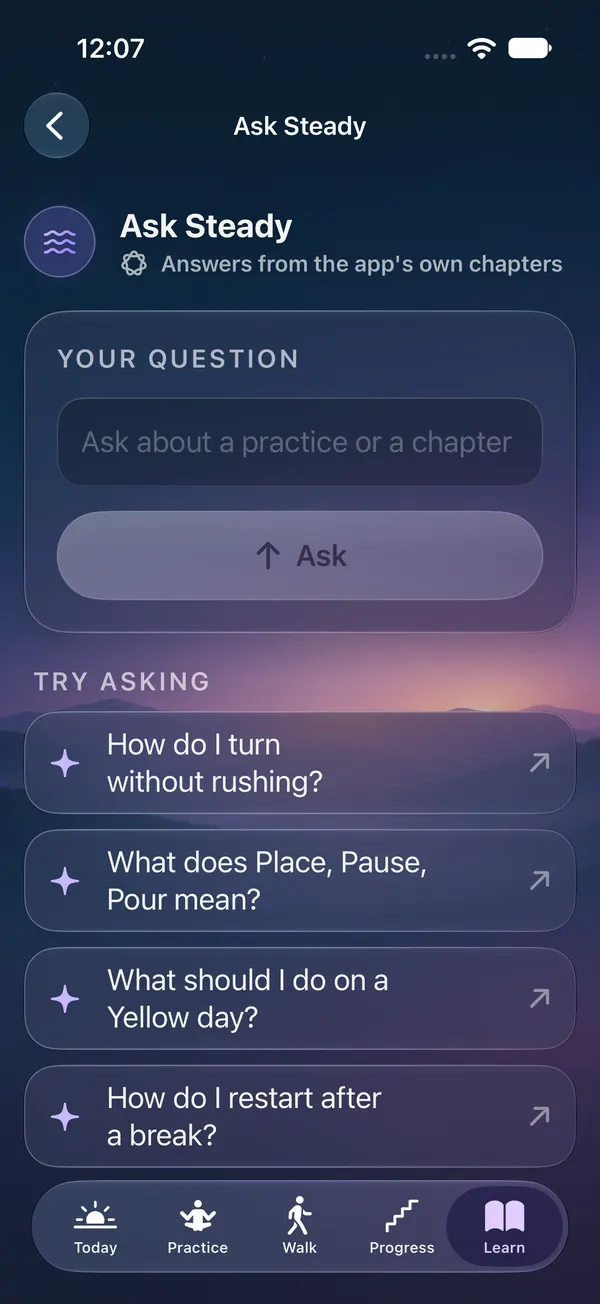 12:07
Ask Steady
Ask Steady
Answers from the app's own chapters
YOUR QUESTION
Ask about a practice or a chapter
Ask
TRY ASKING
How do I turn
without rushing?
What does Place, Pause,
Pour mean?
What should I do on a
Yellow day?
How do I restart after
a break?
Today
Practice
Walk
Progress
Learn